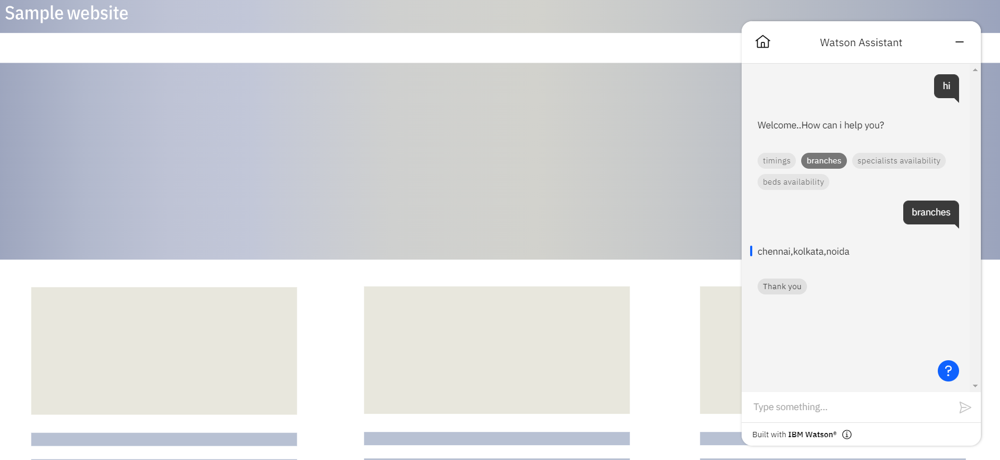 Sample website
Watson Assistant
hi
Welcome..How can i help you?
timings branches specialists availability
beds availability
branches
chennai,kolkata,noida
Thank you
?
Type something...
Built with IBM Watson®